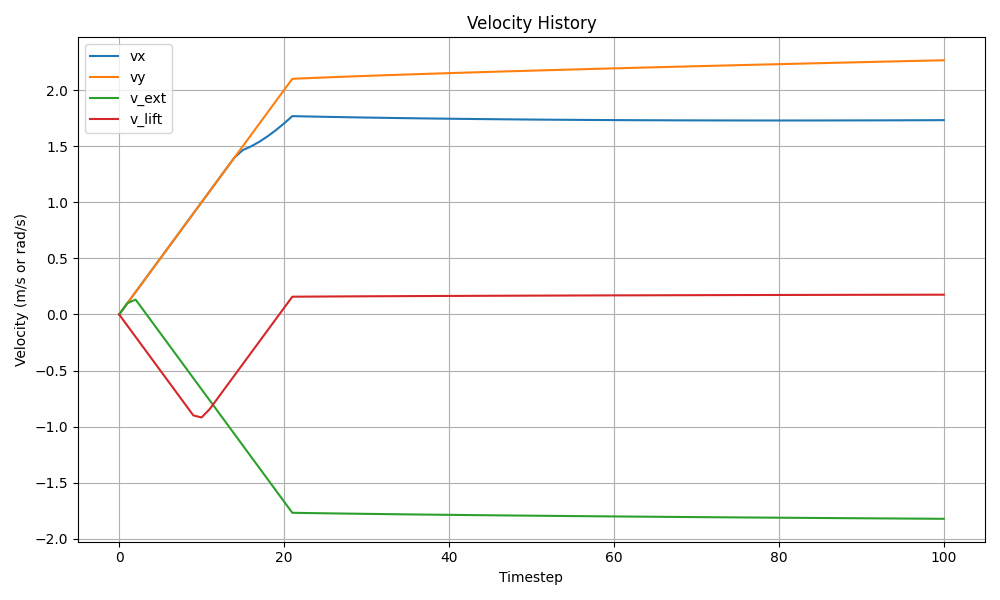 Velocity History
vx
vy
v_ext
v_lift
Velocity (m/s or rad/s)
2.0
1.5
1.0
0.5
0.0
−0.5
−1.0
−1.5
−2.0
0 20 40 60 80 100
Timestep